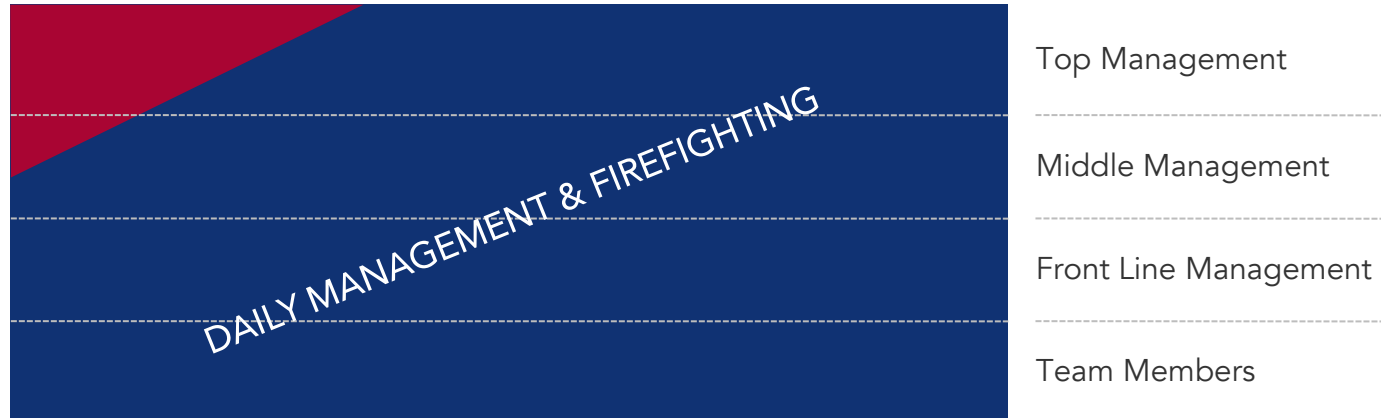 Top Management
DAILY MANAGEMENT & FIREFIGHTING
Middle Management
Front Line Management
Team Members